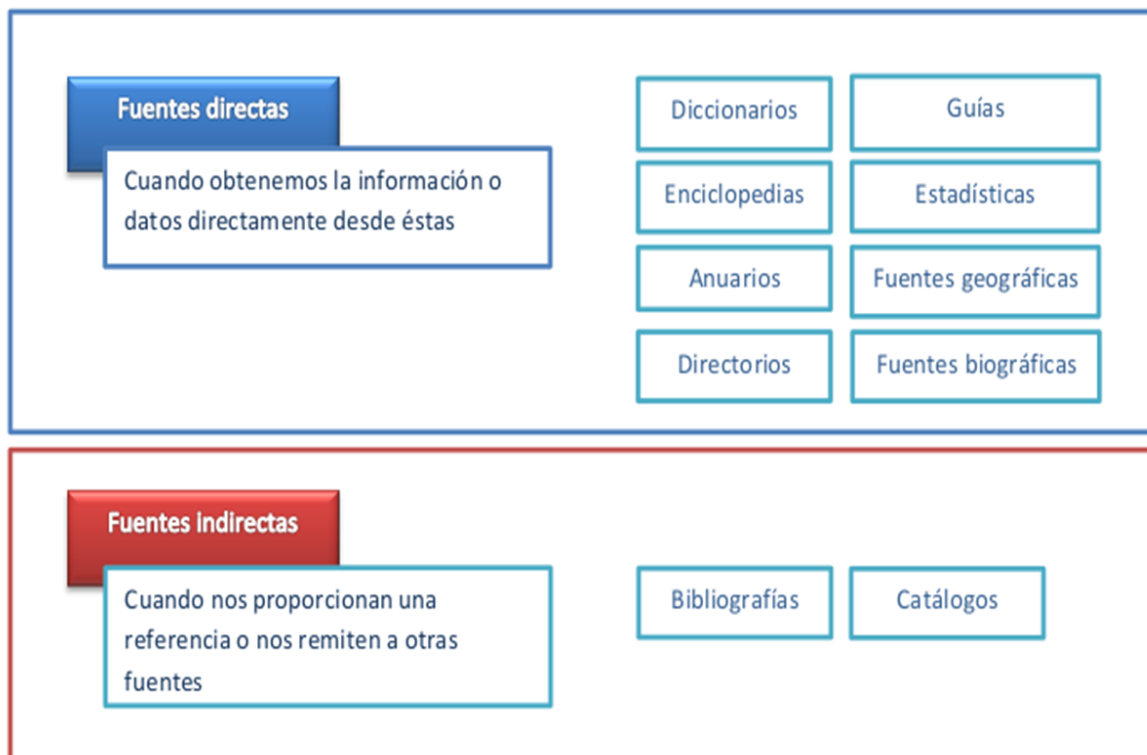 Fuentes directas
Cuando obtenemos la información o
datos directamente desde éstas
Diccionarios
Guías
Enciclopedias
Estadísticas
Anuarios
Fuentes geográficas
Directorios
Fuentes biográficas
Fuentes indirectas
Cuando nos proporcionan una
referencia o nos remiten a otras
fuentes
Bibliografías
Catálogos